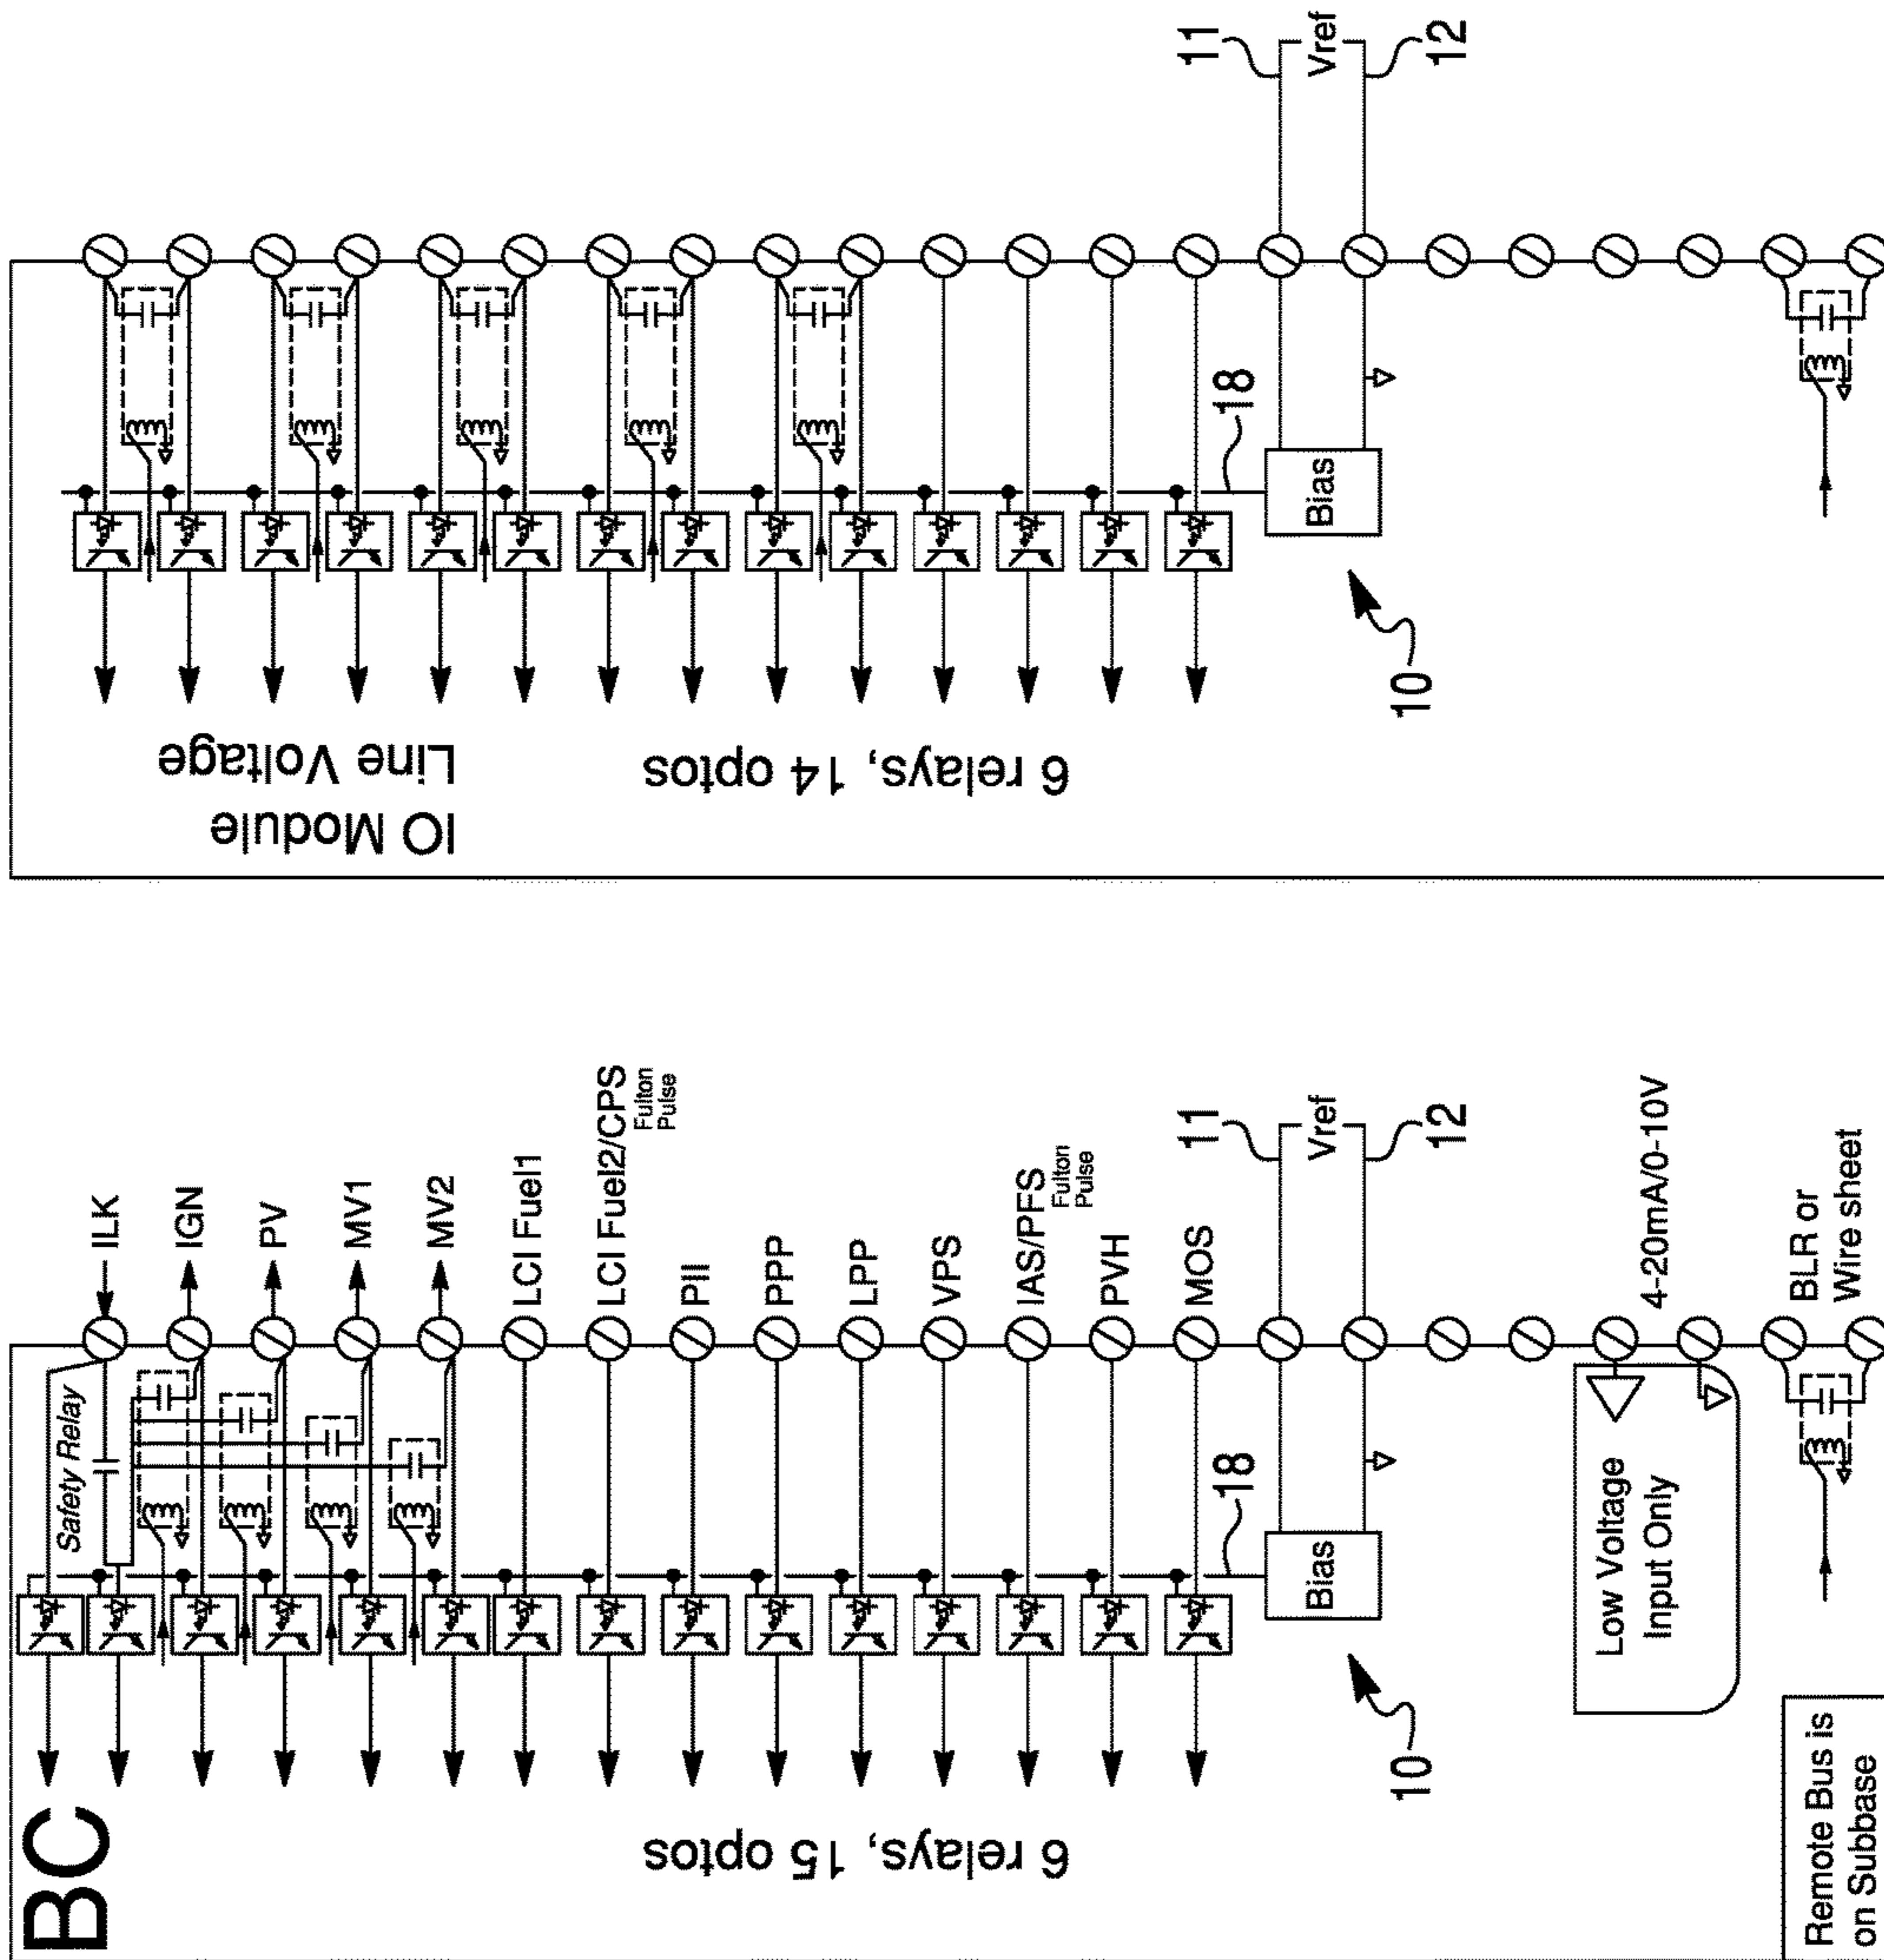 BC
Safety Relay
ILK
IGN
PV
MV1
MV2
LCI Fuel1
LCI Fuel2/CPS
Fulton
Pulse
PII
PPP
LPP
VPS
IAS/PFS
Fulton
Pulse
PVH
MOS
6 relays, 15 optos
18
Bias
10
11
Vref
12
Low Voltage
Input Only
4-20mA/0-10V
BLR or
Wire sheet
Remote Bus is
on Subbase
IO Module
Line Voltage
6 relays, 14 optos
18
Bias
10
11
Vref
12